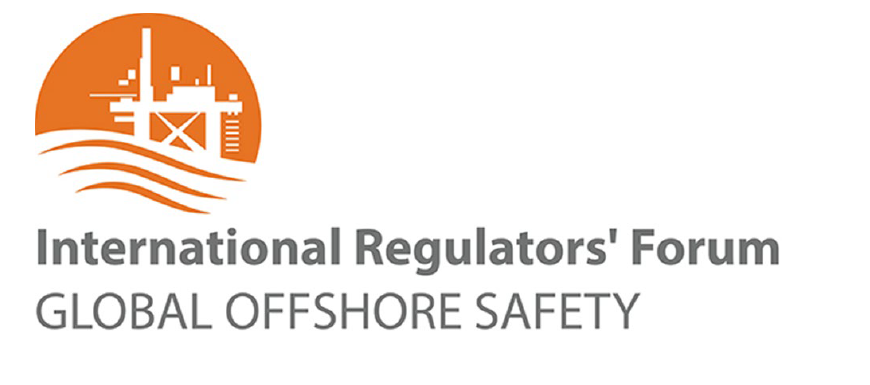 International Regulators' Forum
GLOBAL OFFSHORE SAFETY